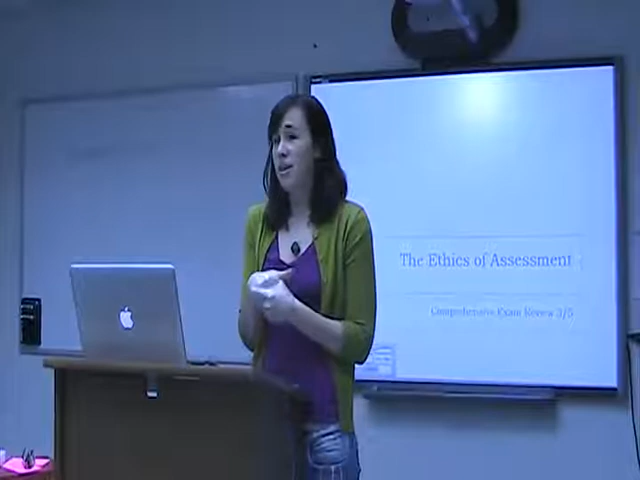 The Ethics of Assessment
Comprehensive Exam Review 3/5